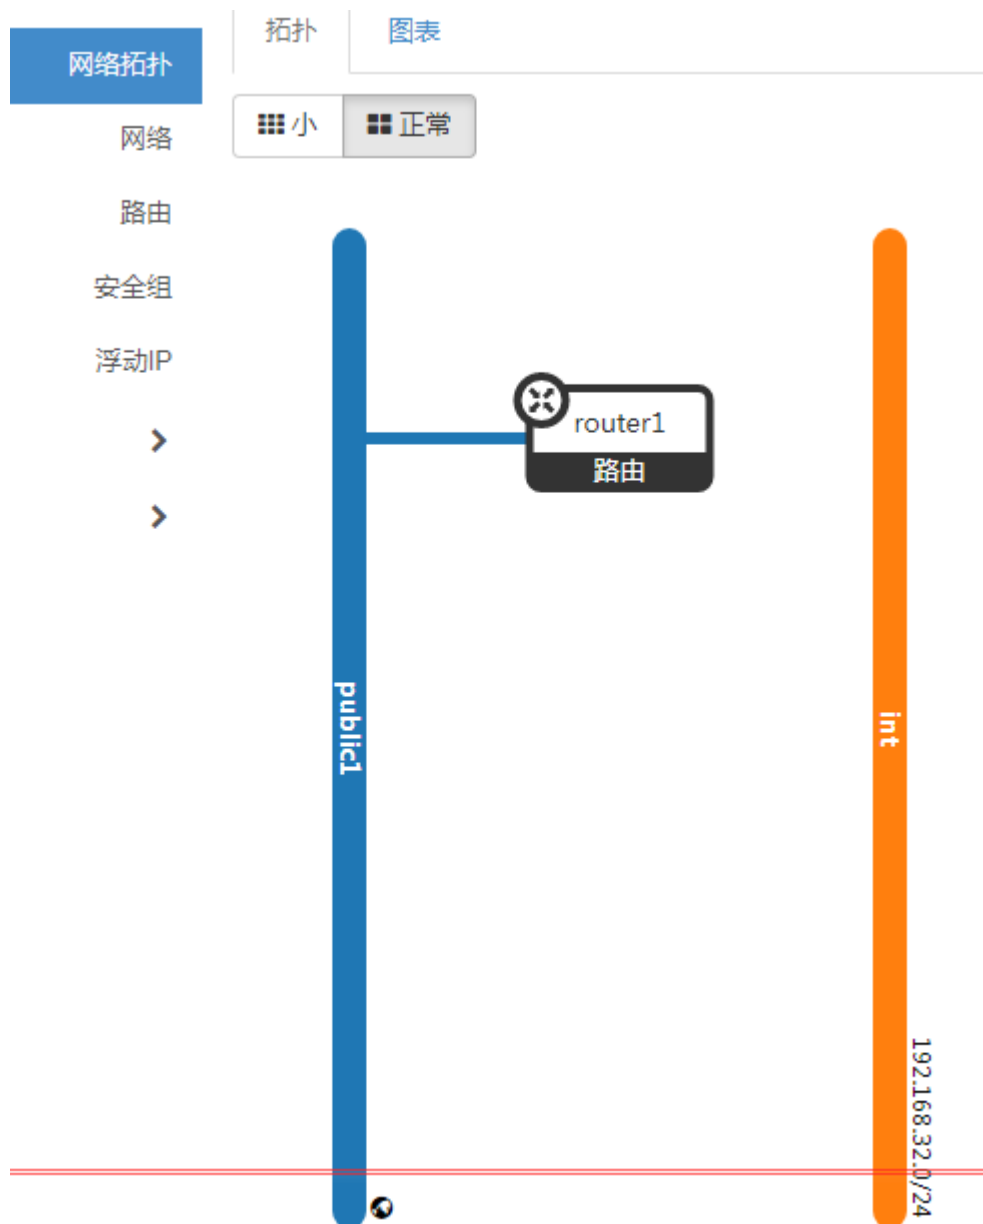 网络拓扑
网络
路由
安全组
浮动IP
拓扑
图表
小
正常
router1
路由
public1
int
192.168.32.0/24